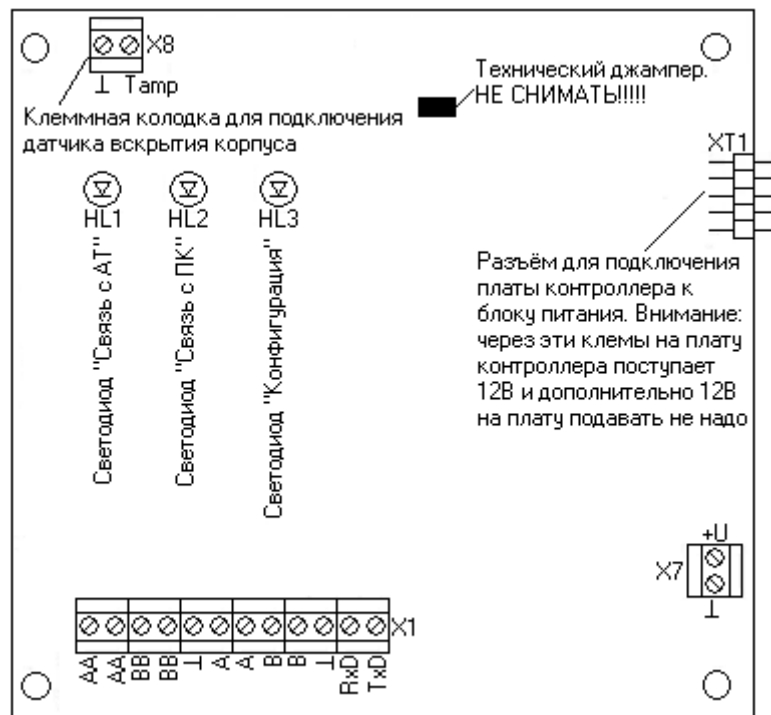 X8
⊥ Tamp
Клеммная колодка для подключения
датчика вскрытия корпуса
Технический джампер.
НЕ СНИМАТЬ!!!!!
XT1
HL1
HL2
HL3
Светодиод "Связь с АТ"
Светодиод "Связь с ПК"
Светодиод "Конфигурация"
Разъём для подключения
платы контроллера к
блоку питания. Внимание:
через эти клемы на плату
контроллера поступает
12В и дополнительно 12В
на плату подавать не надо
+U
X7
⊥
X1
AA
AA
BB
BB
⊥
A
A
B
B
⊥
RxD
TxD